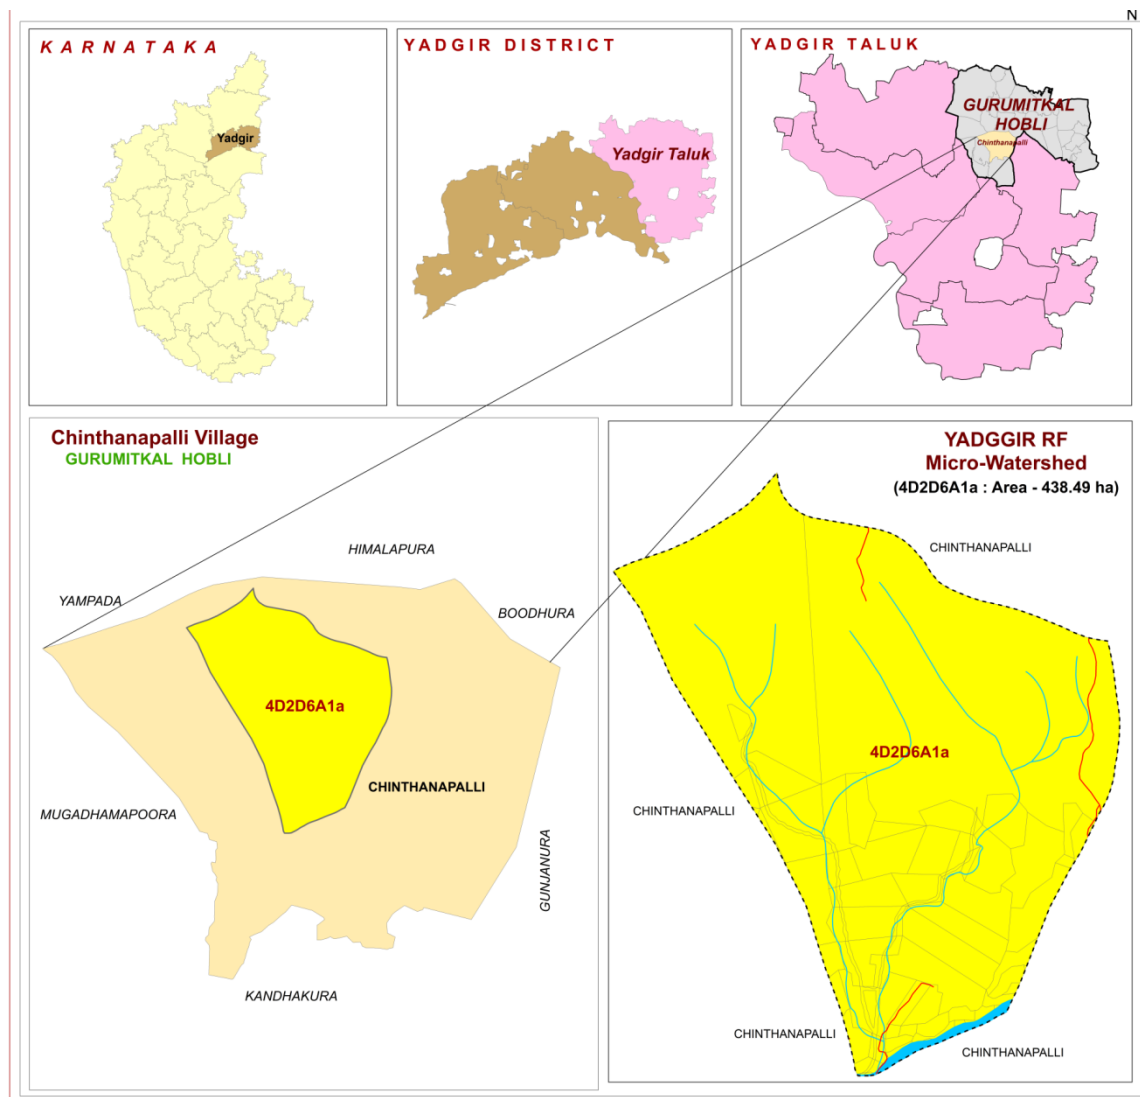 N
KARNATAKA
Yadgir
YADGIR DISTRICT
Yadgir Taluk
YADGIR TALUK
GURUMITKAL
HOBLI
Chinthanapalli
Chinthanapalli Village
GURUMITKAL HOBLI
HIMALAPURA
YAMPADA
BOODHURA
4D2D6A1a
CHINTHANAPALLI
MUGADHAMAPOORA
GUNJANURA
KANDHAKURA
YADGGIR RF
Micro-Watershed
(4D2D6A1a : Area - 438.49 ha)
CHINTHANAPALLI
4D2D6A1a
CHINTHANAPALLI
CHINTHANAPALLI
CHINTHANAPALLI